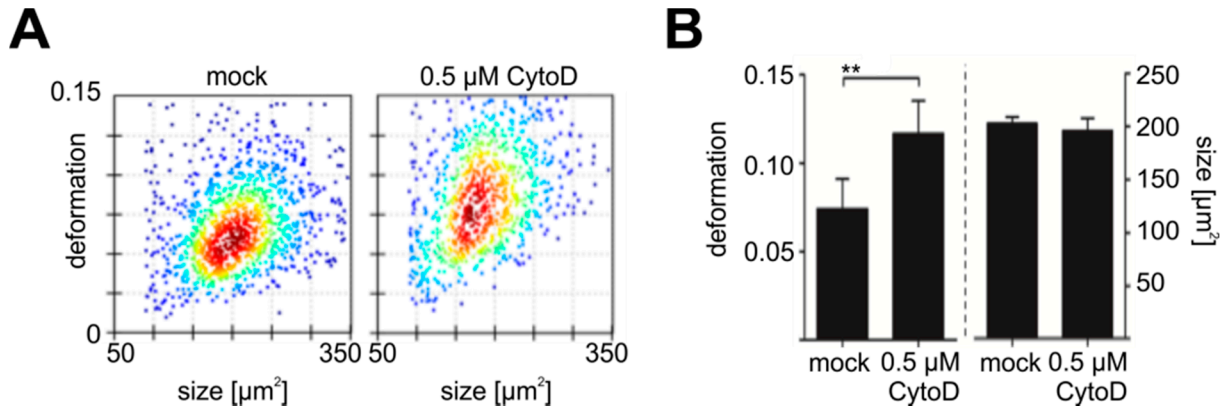 A
mock
0.5 µM CytoD
0.15
deformation
0
50
350
50
350
size [µm²]
size [µm²]
B
**
0.15
0.10
0.05
deformation
250
200
150
100
50
size [µm²]
mock
0.5 µM
CytoD
mock
0.5 µM
CytoD